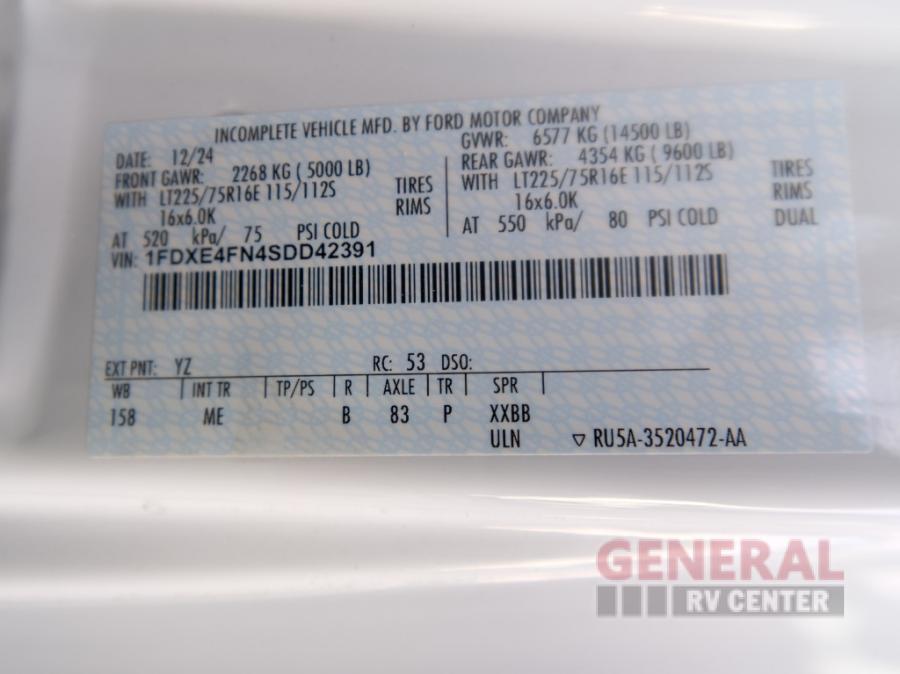 INCOMPLETE VEHICLE MFD. BY FORD MOTOR COMPANY
DATE: 12/24 GVWR: 6577 KG (14500 LB)
FRONT GAWR: 2268 KG ( 5000 LB) REAR GAWR: 4354 KG ( 9600 LB)
WITH LT225/75R16E 115/112S TIRES WITH LT225/75R16E 115/112S TIRES
16x6.0K RIMS 16x6.0K RIMS
AT 520 kPa/ 75 PSI COLD AT 550 kPa/ 80 PSI COLD DUAL
VIN: 1FDXE4FN4SDD42391
EXT PNT: YZ RC: 53 DSO:
WB INT TR TP/PS R AXLE TR SPR
158 ME B 83 P XXBB
ULN ▽ RU5A-3520472-AA
GENERAL
RV CENTER